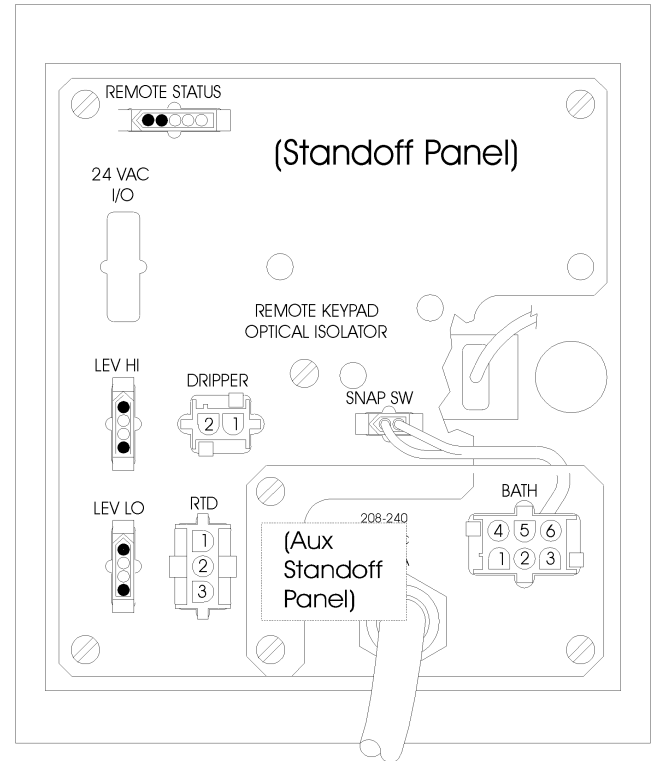 REMOTE STATUS
(Standoff Panel)
24 VAC
I/O
REMOTE KEYPAD
OPTICAL ISOLATOR
LEV HI
DRIPPER
2 1
SNAP SW
LEV LO
RTD
1
2
3
208-240
(Aux
Standoff
Panel)
BATH
4 5 6
1 2 3